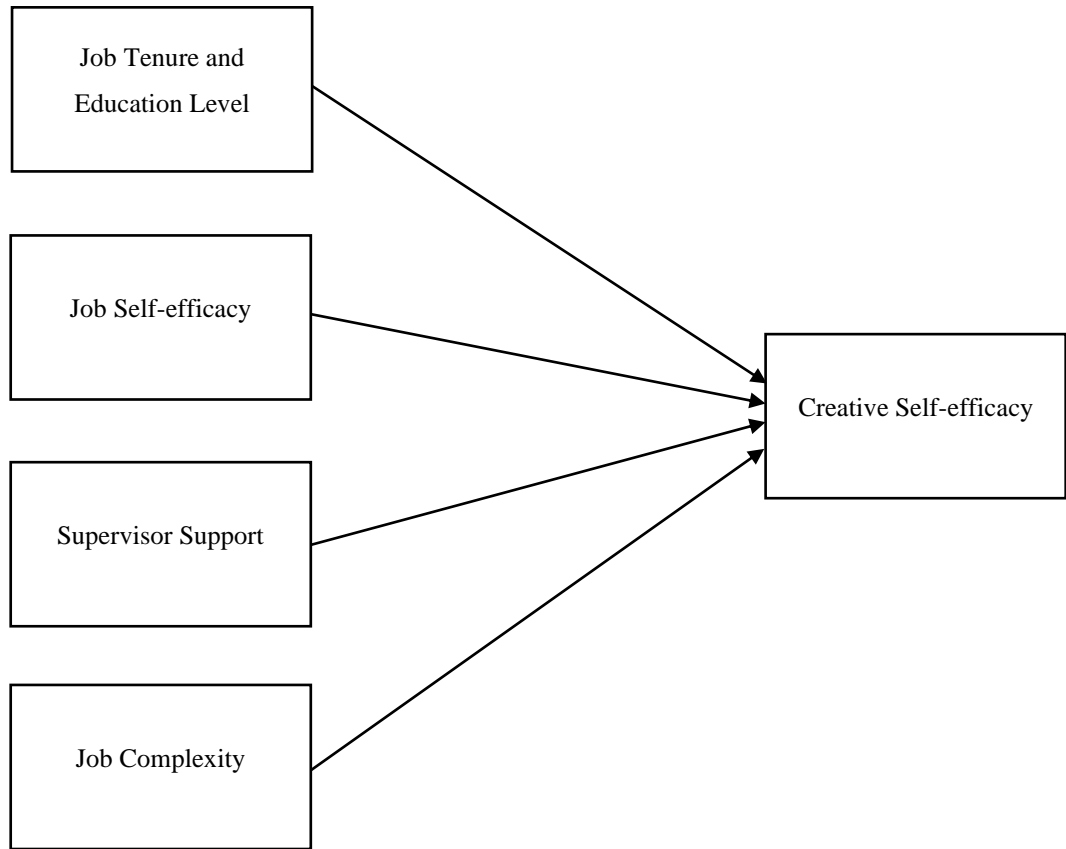 Job Tenure and
Education Level
Job Self-efficacy
Creative Self-efficacy
Supervisor Support
Job Complexity